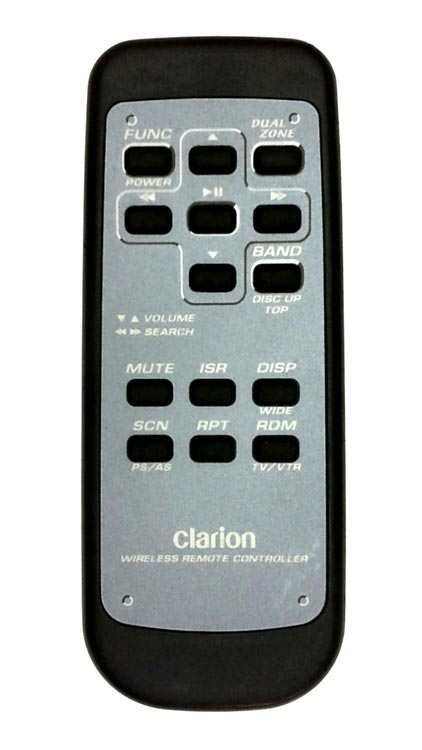 FUNC ▲ DUAL ZONE
POWER
◀◀ ▶❚❚ ▶▶
▼ BAND
DISC UP
TOP
▼ ▲ VOLUME
◀◀ ▶▶ SEARCH
MUTE ISR DISP
WIDE
SCN RPT RDM
PS/AS TV/VTR
clarion
WIRELESS REMOTE CONTROLLER